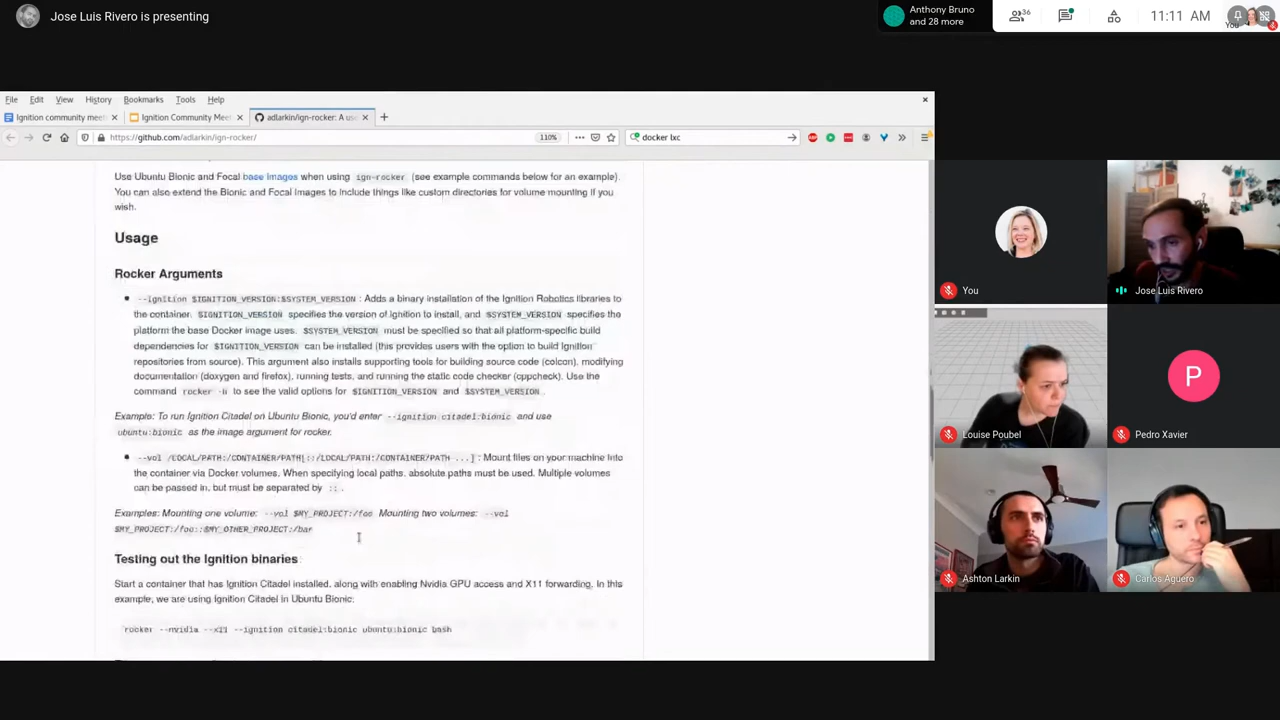 Jose Luis Rivero is presenting
Anthony Bruno
and 28 more
36
11:11 AM
You
File Edit View History Bookmarks Tools Help
Ignition community meeti
Ignition Community Mee
adlarkin/ign-rocker: A us
https://github.com/adlarkin/ign-rocker/
110%
docker lxc
Use Ubuntu Bionic and Focal base images when using ign-rocker (see example commands below for an example).
You can also extend the Bionic and Focal images to include things like custom directories for volume mounting if you
wish.
Usage
Rocker Arguments
--ignition $IGNITION_VERSION:$SYSTEM_VERSION : Adds a binary installation of the Ignition Robotics libraries to
the container. $IGNITION_VERSION specifies the version of Ignition to install, and $SYSTEM_VERSION specifies the
platform the base Docker image uses. $SYSTEM_VERSION must be specified so that all platform-specific build
dependencies for $IGNITION_VERSION can be installed (this provides users with the option to build Ignition
repositories from source). This argument also installs supporting tools for building source code (colcon), modifying
documentation (doxygen and firefox), running tests, and running the static code checker (cppcheck). Use the
command rocker -h to see the valid options for $IGNITION_VERSION and $SYSTEM_VERSION.
Example: To run Ignition Citadel on Ubuntu Bionic, you'd enter --ignition citadel:bionic and use
ubuntu:bionic as the image argument for rocker.
--vol /LOCAL/PATH:/CONTAINER/PATH[::/LOCAL/PATH:/CONTAINER/PATH ...] : Mount files on your machine into
the container via Docker volumes. When specifying local paths, absolute paths must be used. Multiple volumes
can be passed in, but must be separated by :: .
Examples: Mounting one volume: --vol $MY_PROJECT:/foo Mounting two volumes: --vol
$MY_PROJECT:/foo::$MY_OTHER_PROJECT:/bar
Testing out the Ignition binaries
Start a container that has Ignition Citadel installed, along with enabling Nvidia GPU access and X11 forwarding. In this
example, we are using Ignition Citadel in Ubuntu Bionic:
rocker --nvidia --x11 --ignition citadel:bionic ubuntu:bionic bash
You
Jose Luis Rivero
Louise Poubel
P
Pedro Xavier
Ashton Larkin
Carlos Agüero